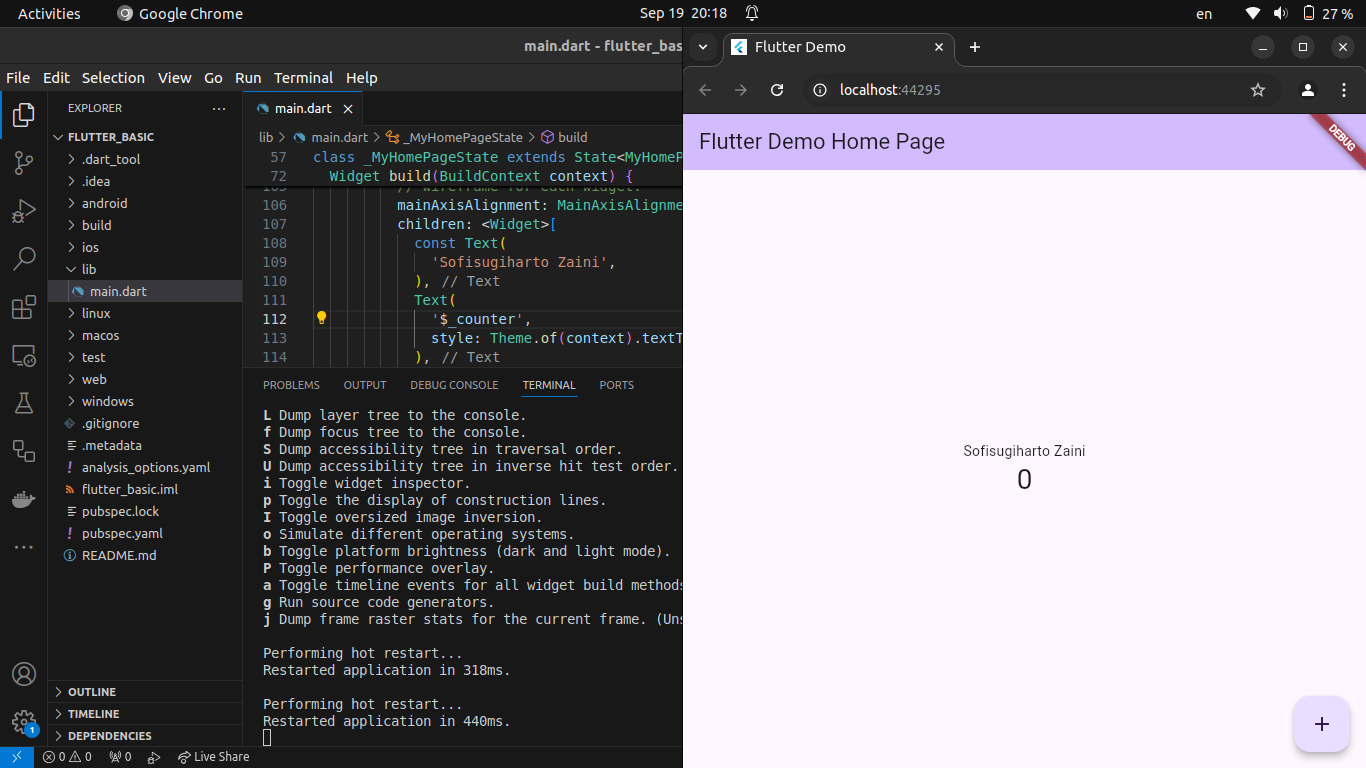 Activities
Google Chrome
Sep 19 20:18
en
27 %
main.dart - flutter_bas
File Edit Selection View Go Run Terminal Help
EXPLORER
FLUTTER_BASIC
.dart_tool
.idea
android
build
ios
lib
main.dart
linux
macos
test
web
windows
.gitignore
.metadata
analysis_options.yaml
flutter_basic.iml
pubspec.lock
pubspec.yaml
README.md
OUTLINE
TIMELINE
DEPENDENCIES
1
main.dart
lib > main.dart > _MyHomePageState > build
57 class _MyHomePageState extends State<MyHomeP
72 Widget build(BuildContext context) {
105 // wireframe for each widget.
106 mainAxisAlignment: MainAxisAlignme
107 children: <Widget>[
108 const Text(
109 'Sofisugiharto Zaini',
110 ), // Text
111 Text(
112 '$_counter',
113 style: Theme.of(context).textT
114 ), // Text
PROBLEMS OUTPUT DEBUG CONSOLE TERMINAL PORTS
L Dump layer tree to the console.
f Dump focus tree to the console.
S Dump accessibility tree in traversal order.
U Dump accessibility tree in inverse hit test order.
i Toggle widget inspector.
p Toggle the display of construction lines.
I Toggle oversized image inversion.
o Simulate different operating systems.
b Toggle platform brightness (dark and light mode).
P Toggle performance overlay.
a Toggle timeline events for all widget build methods
g Run source code generators.
j Dump frame raster stats for the current frame. (Uns
Performing hot restart...
Restarted application in 318ms.
Performing hot restart...
Restarted application in 440ms.
0 0 0 Live Share
Flutter Demo
localhost:44295
Flutter Demo Home Page
DEBUG
Sofisugiharto Zaini
0
+